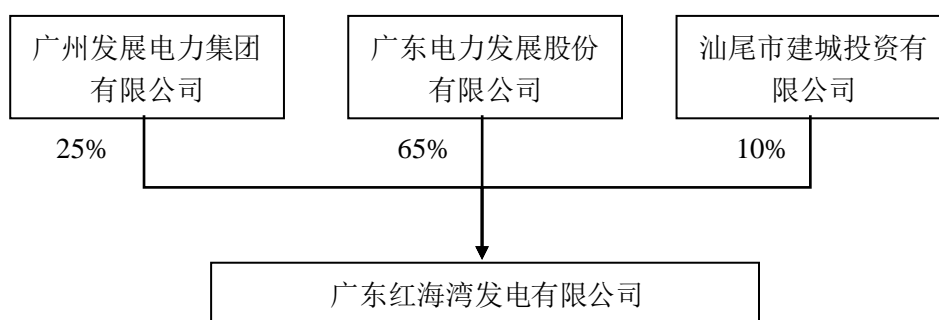 广州发展电力集团
有限公司
广东电力发展股份
有限公司
汕尾市建城投资有
限公司
25%
65%
10%
广东红海湾发电有限公司